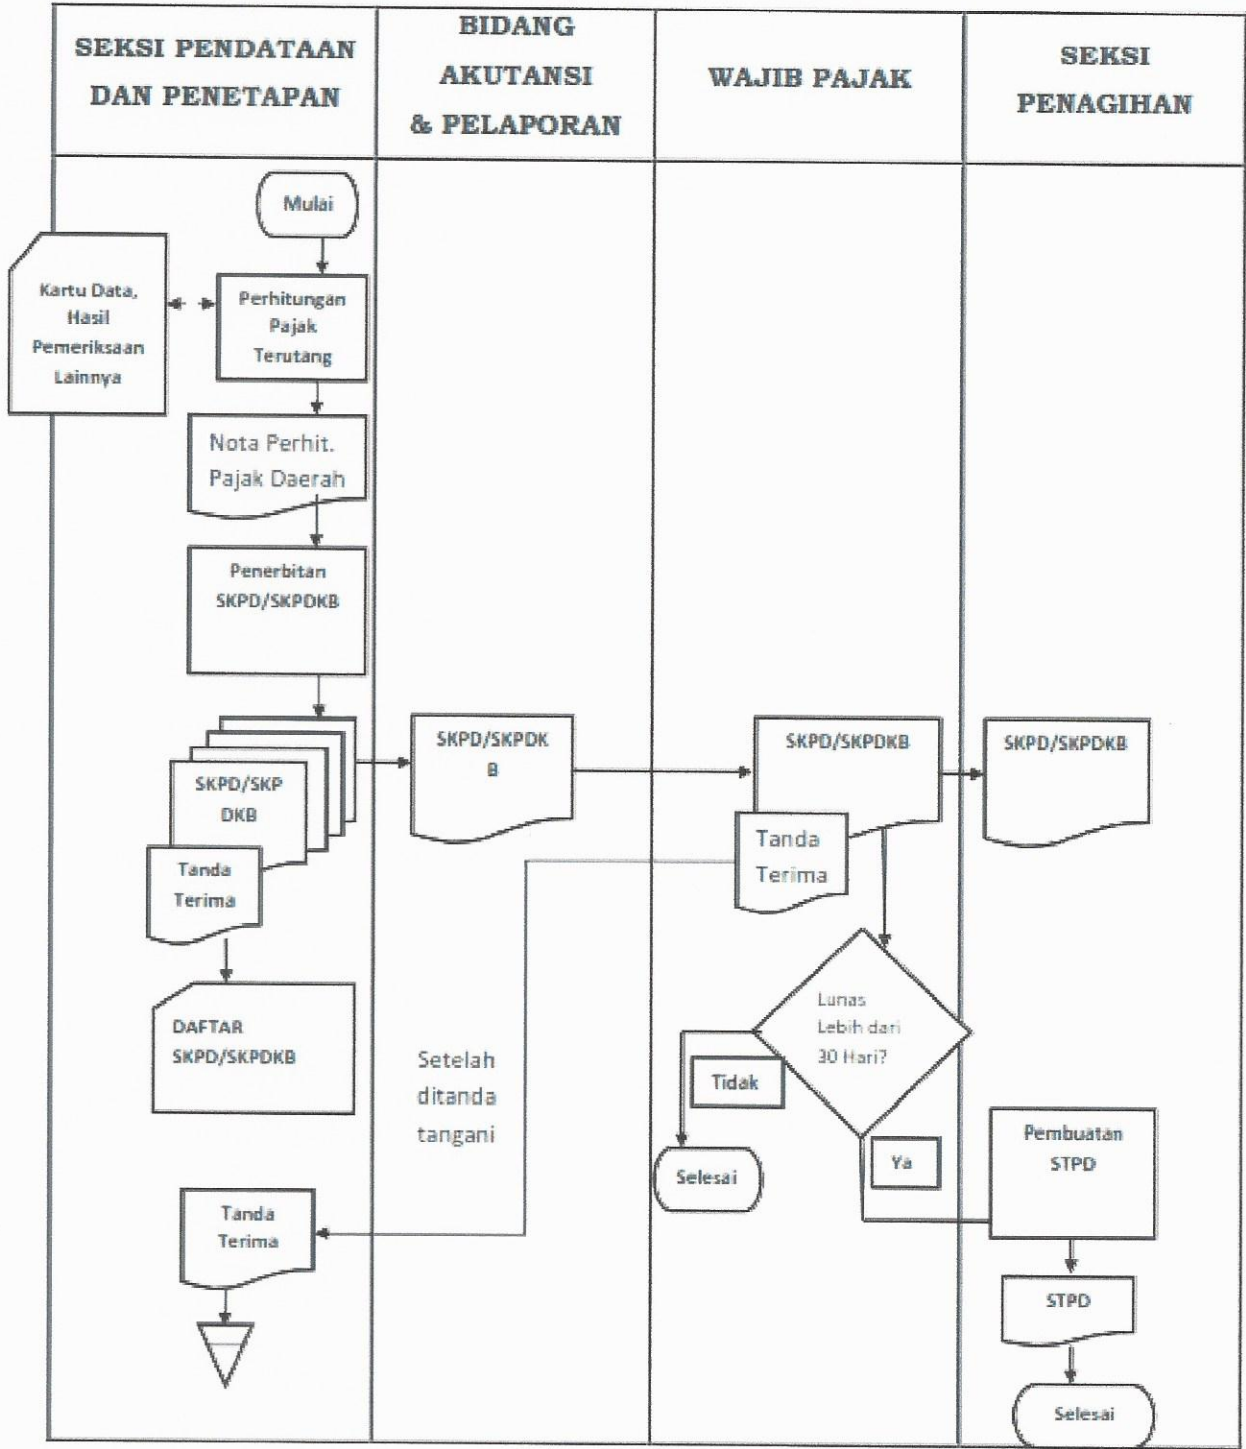 SEKSI PENDATAAN
DAN PENETAPAN
BIDANG
AKUTANSI
& PELAPORAN
WAJIB PAJAK
SEKSI
PENAGIHAN
Mulai
Kartu Data,
Hasil
Pemeriksaan
Lainnya
Perhitungan
Pajak
Terutang
Nota Perhit.
Pajak Daerah
Penerbitan
SKPD/SKPDKB
SKPD/SKP
DKB
Tanda
Terima
SKPD/SKPDK
B
SKPD/SKPDKB
Tanda
Terima
SKPD/SKPDKB
DAFTAR
SKPD/SKPDKB
Setelah
ditanda
tangani
Lunas
Lebih dari
30 Hari?
Tidak
Selesai
Ya
Pembuatan
STPD
Tanda
Terima
STPD
Selesai